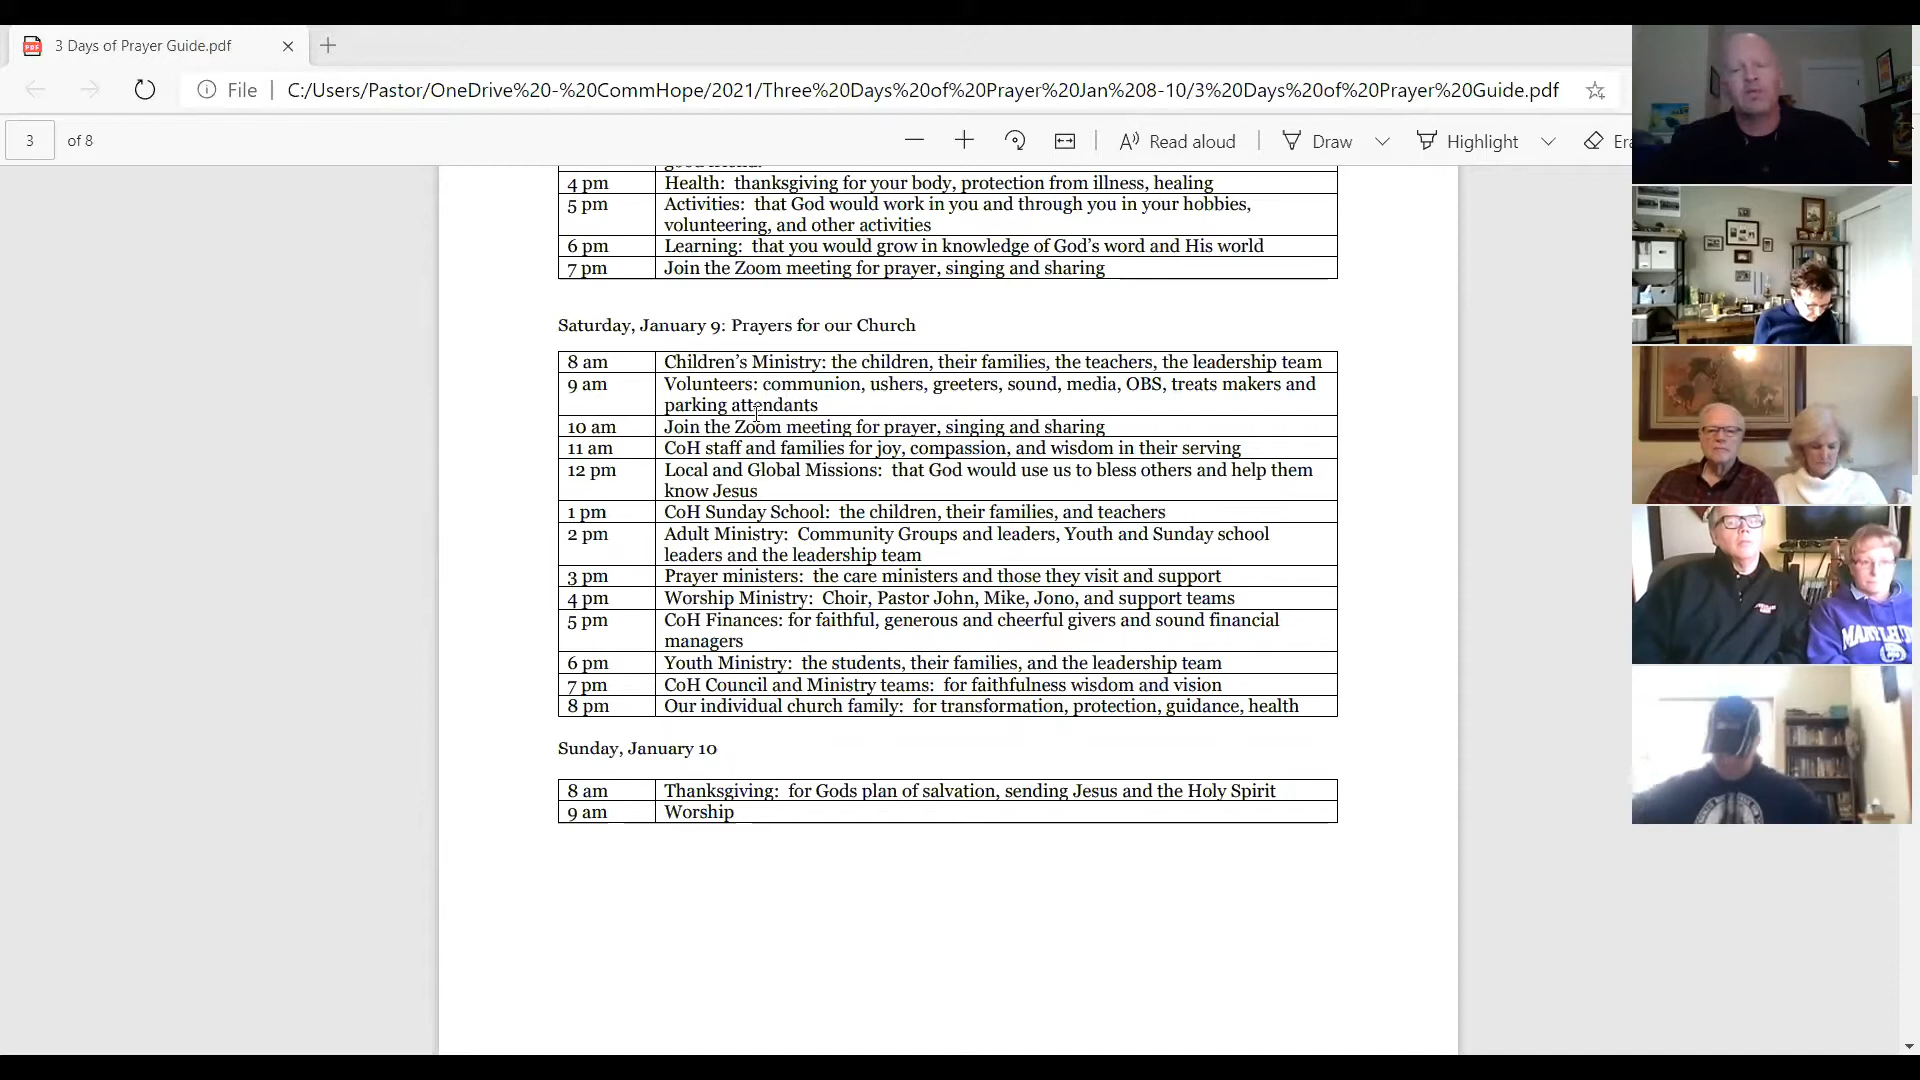 3 Days of Prayer Guide.pdf
File
C:/Users/Pastor/OneDrive%20-%20CommHope/2021/Three%20Days%20of%20Prayer%20Jan%208-10/3%20Days%20of%20Prayer%20Guide.pdf
3 of 8
Read aloud
Draw
Highlight
4 pm Health: thanksgiving for your body, protection from illness, healing
5 pm Activities: that God would work in you and through you in your hobbies,
volunteering, and other activities
6 pm Learning: that you would grow in knowledge of God’s word and His world
7 pm Join the Zoom meeting for prayer, singing and sharing
Saturday, January 9: Prayers for our Church
8 am Children’s Ministry: the children, their families, the teachers, the leadership team
9 am Volunteers: communion, ushers, greeters, sound, media, OBS, treats makers and
parking attendants
10 am Join the Zoom meeting for prayer, singing and sharing
11 am CoH staff and families for joy, compassion, and wisdom in their serving
12 pm Local and Global Missions: that God would use us to bless others and help them
know Jesus
1 pm CoH Sunday School: the children, their families, and teachers
2 pm Adult Ministry: Community Groups and leaders, Youth and Sunday school
leaders and the leadership team
3 pm Prayer ministers: the care ministers and those they visit and support
4 pm Worship Ministry: Choir, Pastor John, Mike, Jono, and support teams
5 pm CoH Finances: for faithful, generous and cheerful givers and sound financial
managers
6 pm Youth Ministry: the students, their families, and the leadership team
7 pm CoH Council and Ministry teams: for faithfulness wisdom and vision
8 pm Our individual church family: for transformation, protection, guidance, health
Sunday, January 10
8 am Thanksgiving: for Gods plan of salvation, sending Jesus and the Holy Spirit
9 am Worship